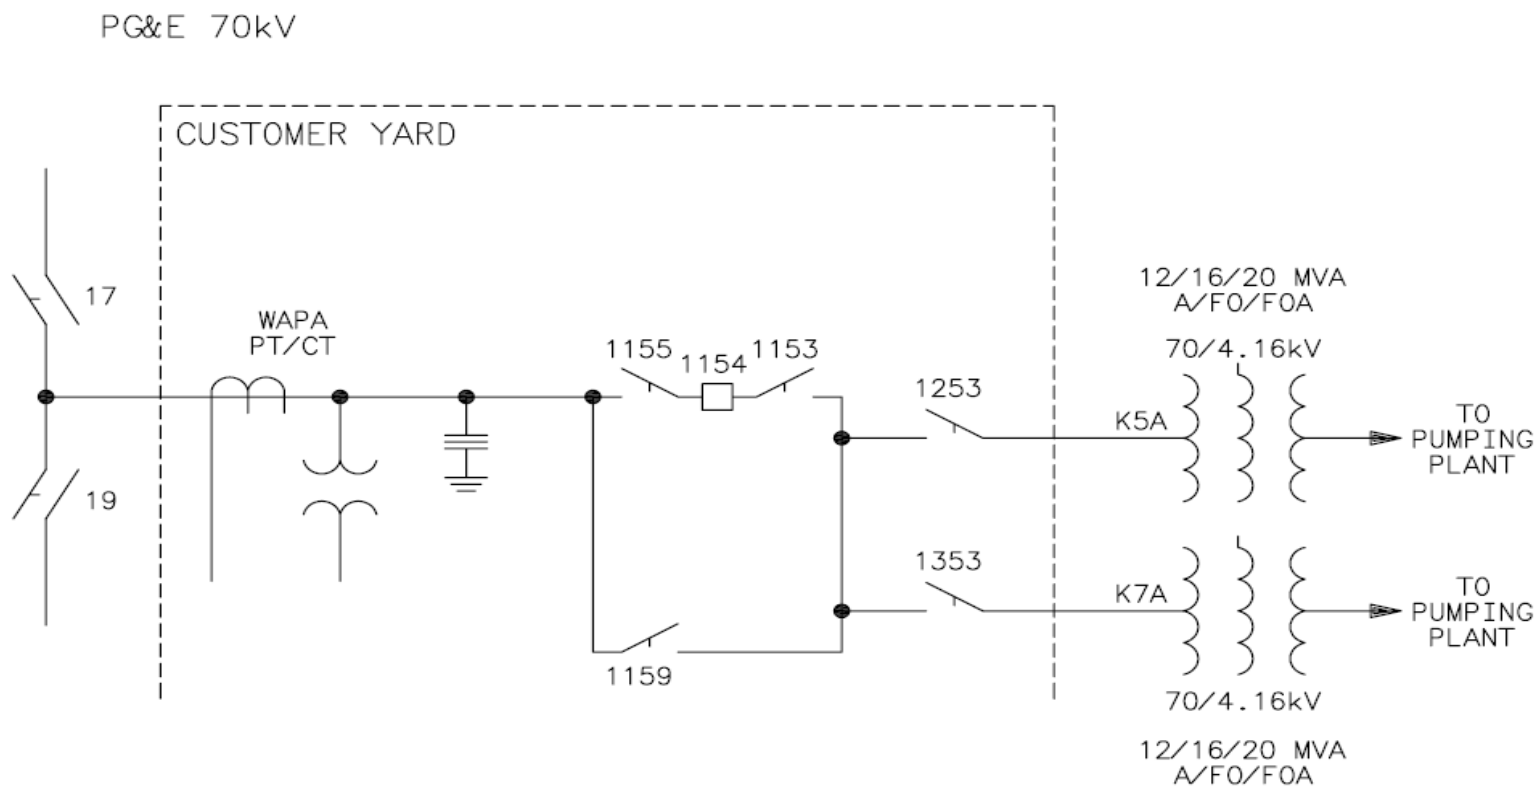 PG&E 70kV
CUSTOMER YARD
17
19
WAPA
PT/CT
1155
1154
1153
1159
1253
1353
12/16/20 MVA
A/FO/FOA
70/4.16kV
K5A
TO
PUMPING
PLANT
K7A
TO
PUMPING
PLANT
70/4.16kV
12/16/20 MVA
A/FO/FOA